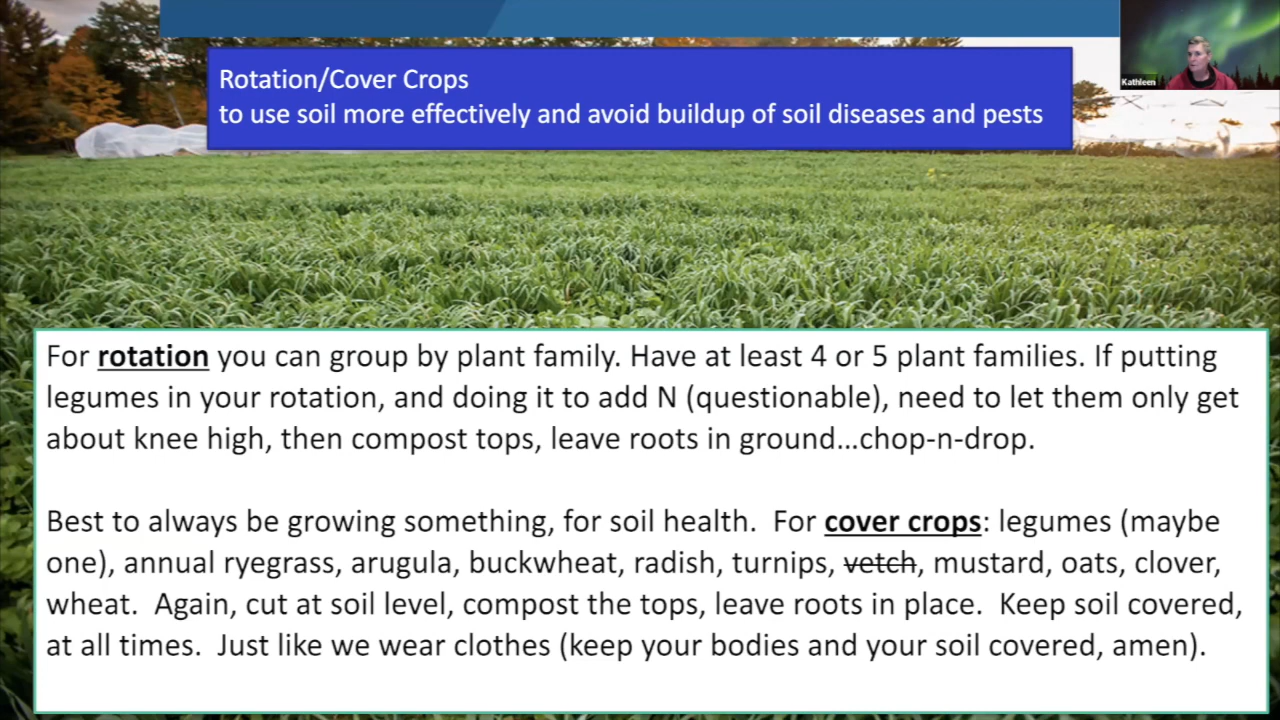 Rotation/Cover Crops
to use soil more effectively and avoid buildup of soil diseases and pests
Kathleen
For rotation you can group by plant family. Have at least 4 or 5 plant families. If putting
legumes in your rotation, and doing it to add N (questionable), need to let them only get
about knee high, then compost tops, leave roots in ground...chop-n-drop.
Best to always be growing something, for soil health.  For cover crops: legumes (maybe
one), annual ryegrass, arugula, buckwheat, radish, turnips, vetch, mustard, oats, clover,
wheat.  Again, cut at soil level, compost the tops, leave roots in place.  Keep soil covered,
at all times.  Just like we wear clothes (keep your bodies and your soil covered, amen).